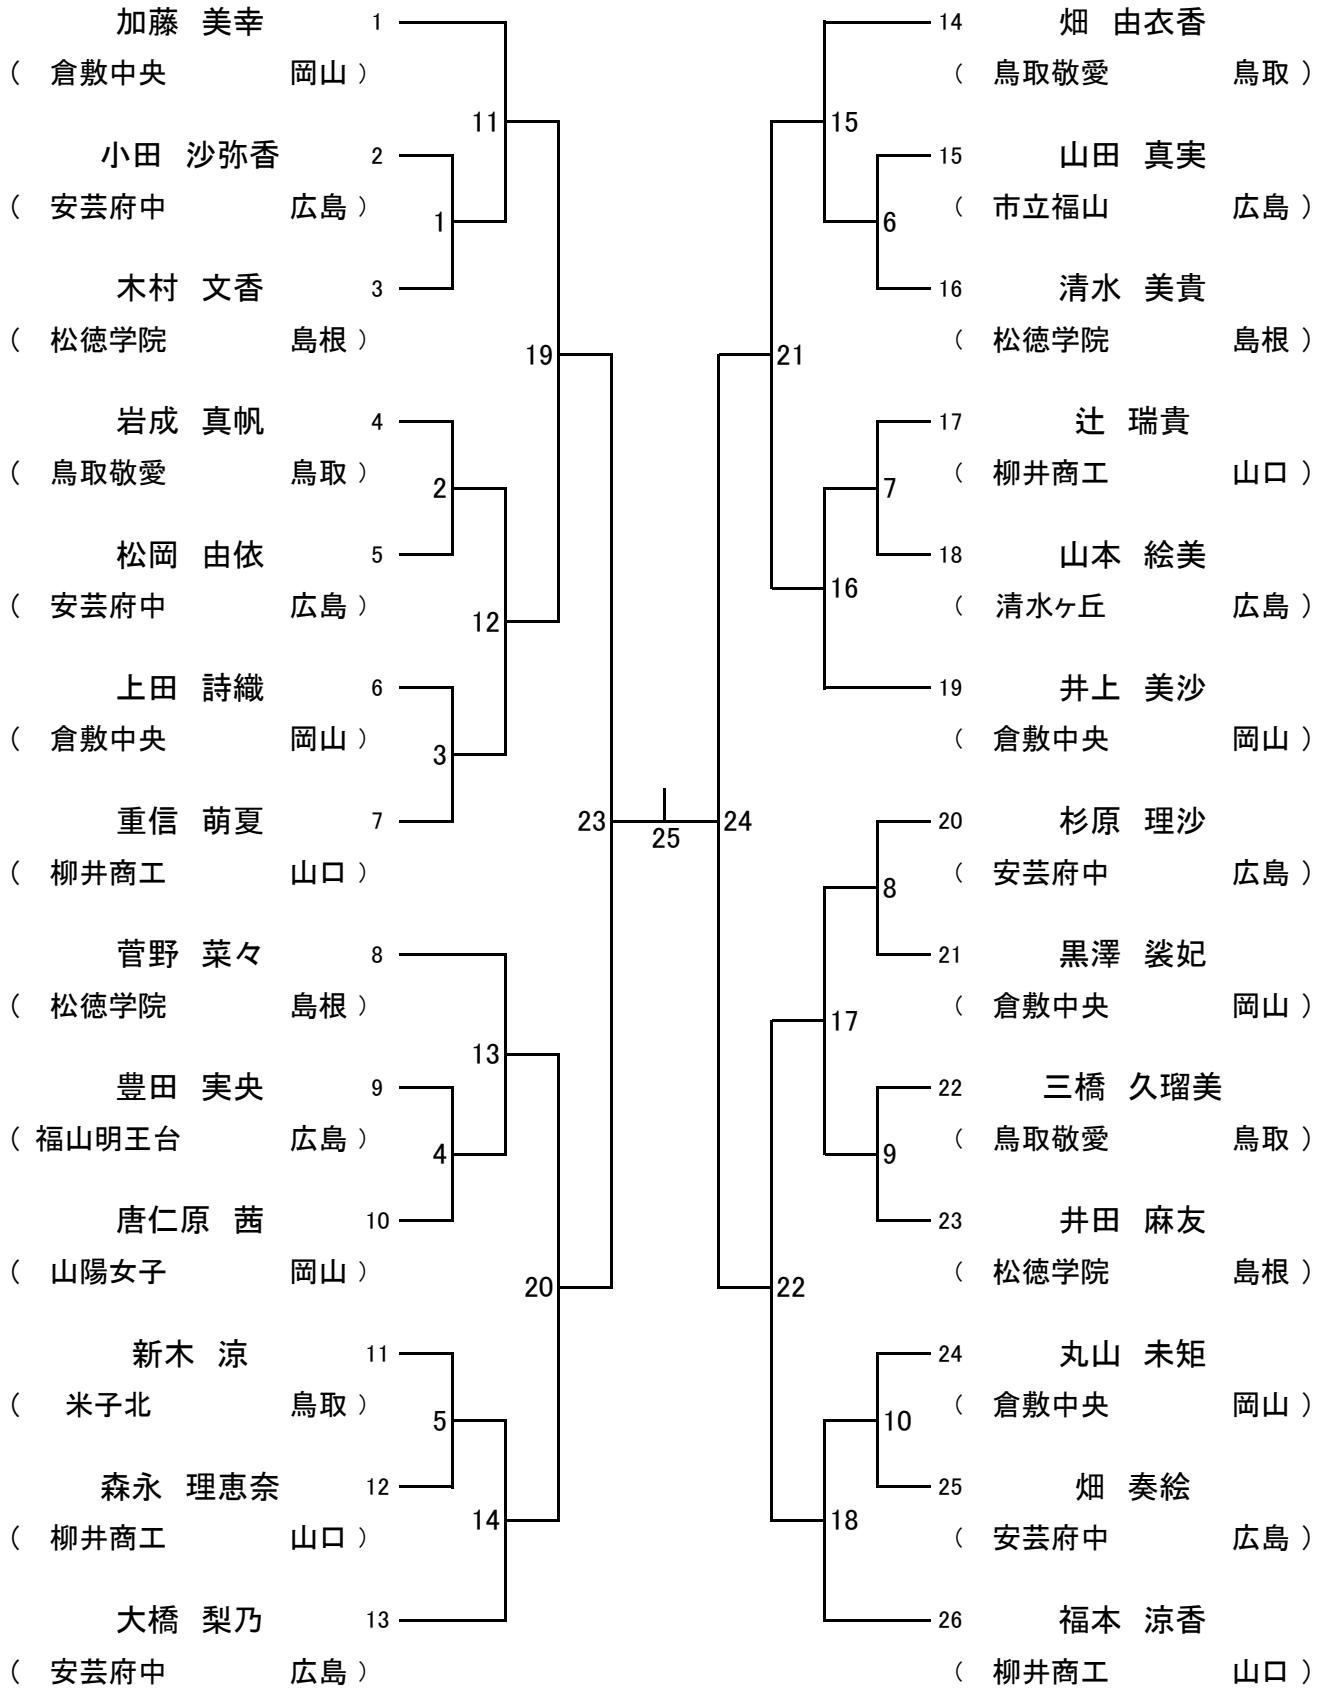 加藤 美幸 1
( 倉敷中央 岡山 )
11
小田 沙弥香 2
( 安芸府中 広島 )
1
木村 文香 3
( 松徳学院 島根 )
19
岩成 真帆 4
( 鳥取敬愛 鳥取 )
2
松岡 由依 5
( 安芸府中 広島 )
12
上田 詩織 6
( 倉敷中央 岡山 )
3
重信 萌夏 7
( 柳井商工 山口 )
23
菅野 菜々 8
( 松徳学院 島根 )
13
豊田 実央 9
( 福山明王台 広島 )
4
唐仁原 茜 10
( 山陽女子 岡山 )
20
新木 涼 11
( 米子北 鳥取 )
5
森永 理恵奈 12
( 柳井商工 山口 )
14
大橋 梨乃 13
( 安芸府中 広島 )
25
14 畑 由衣香
( 鳥取敬愛 鳥取 )
15
15 山田 真実
( 市立福山 広島 )
6
16 清水 美貴
( 松徳学院 島根 )
21
17 辻 瑞貴
( 柳井商工 山口 )
7
18 山本 絵美
( 清水ヶ丘 広島 )
16
19 井上 美沙
( 倉敷中央 岡山 )
24
20 杉原 理沙
( 安芸府中 広島 )
8
21 黒澤 裟妃
( 倉敷中央 岡山 )
17
22 三橋 久瑠美
( 鳥取敬愛 鳥取 )
9
23 井田 麻友
( 松徳学院 島根 )
22
24 丸山 未矩
( 倉敷中央 岡山 )
10
25 畑 奏絵
( 安芸府中 広島 )
18
26 福本 涼香
( 柳井商工 山口 )